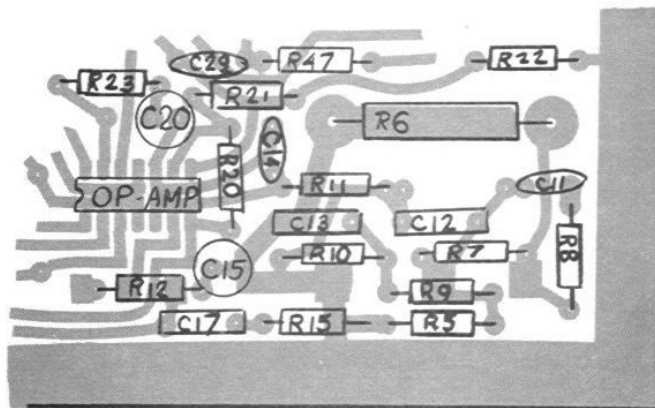 C29
R47
R22
R23
R21
C20
R6
C14
R20
R11
C11
OP-AMP
C13
C12
R10
R7
R8
C15
R12
R9
C17
R15
R5